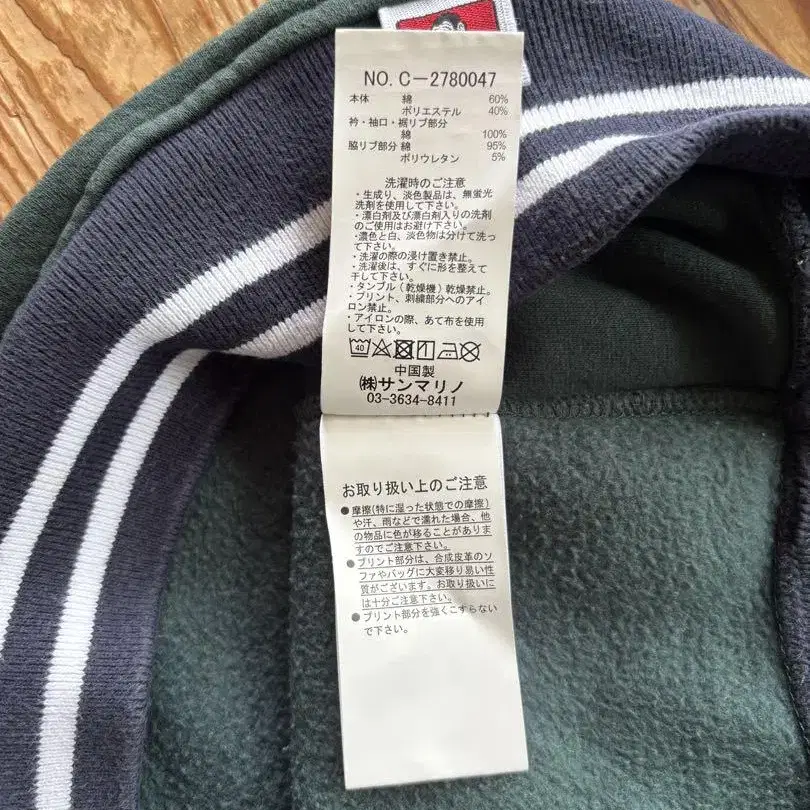 NO. C-2780047
本体 綿 60%
ポリエステル 40%
衿・袖口・裾リブ部分
綿 100%
脇リブ部分 綿 95%
ポリウレタン 5%
洗濯時のご注意
・生成り、淡色製品は、無蛍光
洗剤を使用して下さい。
・漂白剤及び漂白剤入りの洗剤
のご使用はお避け下さい。
・濃色と白、淡色物は分けて洗っ
て下さい。
・洗濯の際の浸け置き禁止。
・洗濯後は、すぐに形を整えて
干して下さい。
・タンブル(乾燥機)乾燥禁止。
・プリント、刺繍部分へのアイ
ロン禁止。
・アイロンの際、あて布を使用
して下さい。
40
中国製
㈱サンマリノ
03-3634-8411
お取り扱い上のご注意
●摩擦(特に湿った状態での摩擦)
や汗、雨などで濡れた場合、他
の物品に色が移ることがありま
すのでご注意下さい。
●プリント部分は、合成皮革のソ
ファやバッグに大変移り易い性
質がございます。お取り扱いに
は十分ご注意下さい。
●プリント部分を強くこすらない
で下さい。